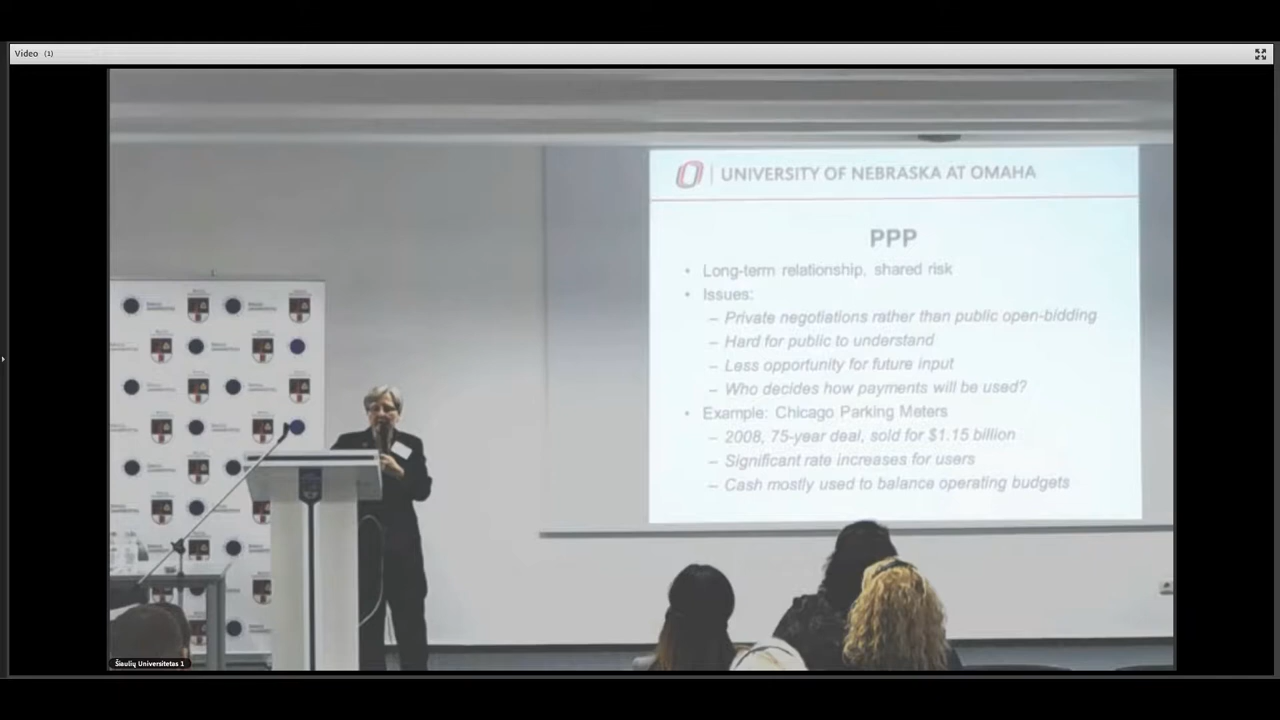 Video (1)
UNIVERSITY OF NEBRASKA AT OMAHA
PPP
• Long-term relationship, shared risk
• Issues:
– Private negotiations rather than public open-bidding
– Hard for public to understand
– Less opportunity for future input
– Who decides how payments will be used?
• Example: Chicago Parking Meters
– 2008, 75-year deal, sold for $1.15 billion
– Significant rate increases for users
– Cash mostly used to balance operating budgets
Šiaulių Universitetas 1